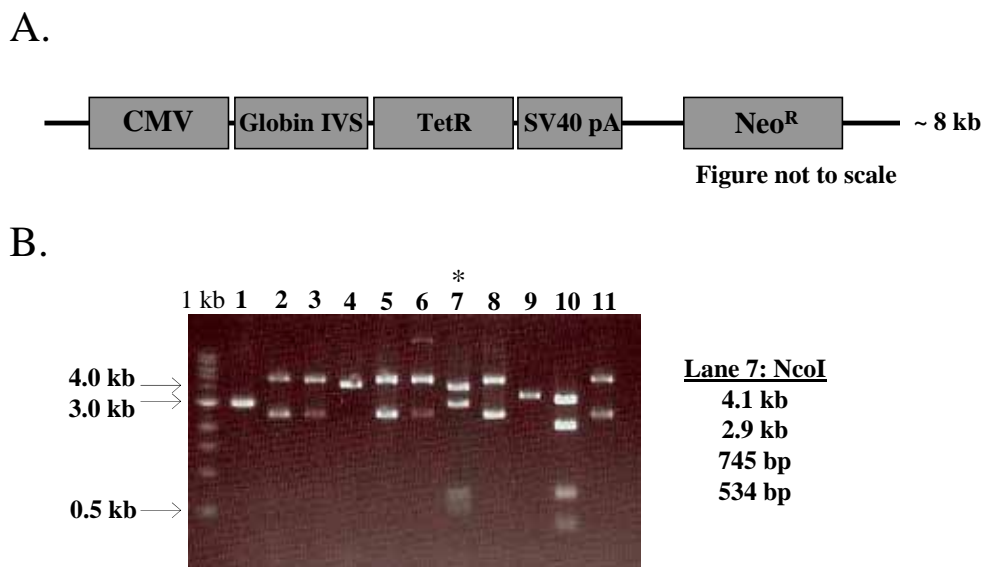 A.
CMV
Globin IVS
TetR
SV40 pA
Neoᴿ
~ 8 kb
Figure not to scale
B.
*
1 kb 1 2 3 4 5 6 7 8 9 10 11
4.0 kb
3.0 kb
0.5 kb
Lane 7: NcoI
4.1 kb
2.9 kb
745 bp
534 bp